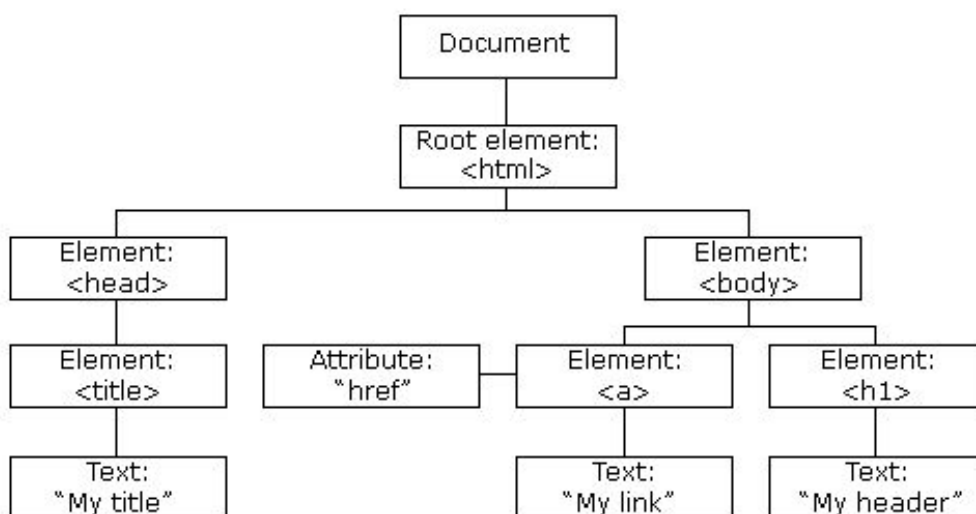 Document
Root element:
<html>
Element:
<head>
Element:
<body>
Element:
<title>
Attribute:
“href”
Element:
<a>
Element:
<h1>
Text:
“My title”
Text:
“My link”
Text:
“My header”